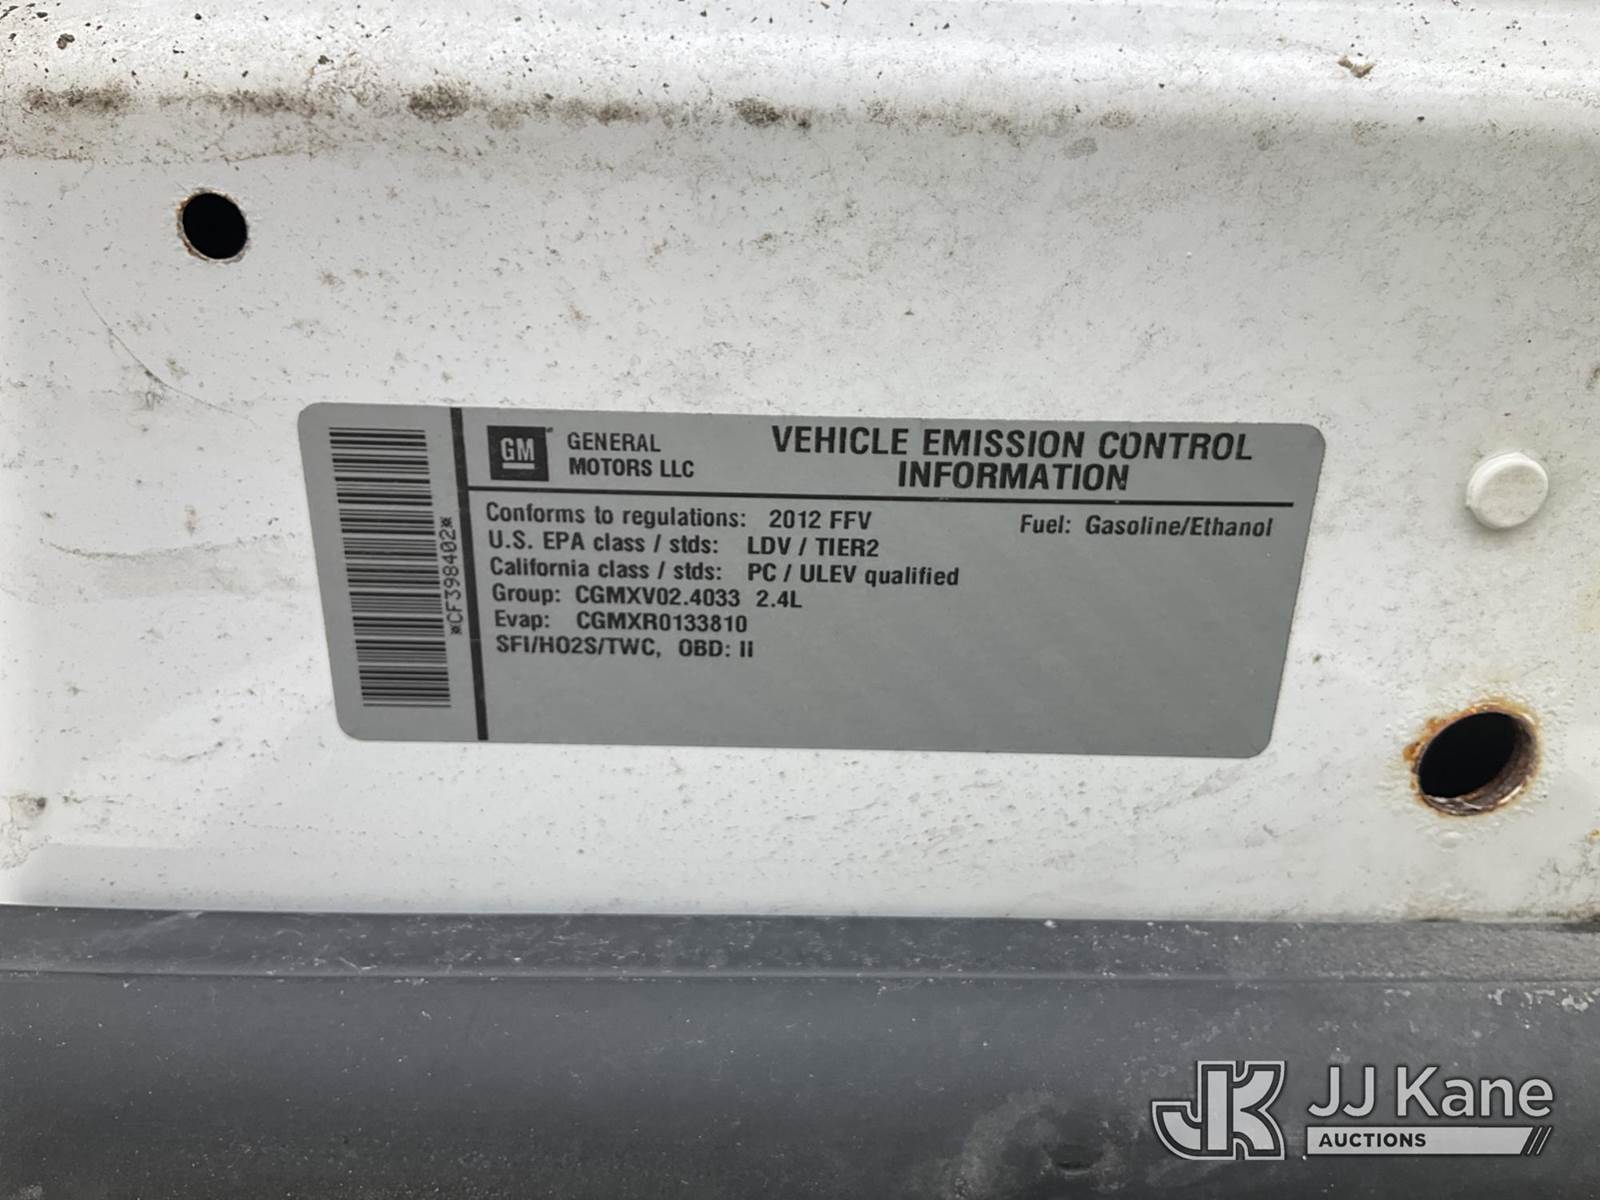 *CF398402*
GM
GENERAL
MOTORS LLC
VEHICLE EMISSION CONTROL
INFORMATION
Conforms to regulations: 2012 FFV
Fuel: Gasoline/Ethanol
U.S. EPA class / stds: LDV / TIER2
California class / stds: PC / ULEV qualified
Group: CGMXV02.4033 2.4L
Evap: CGMXR0133810
SFI/HO2S/TWC, OBD: II
JK
JJ Kane
AUCTIONS